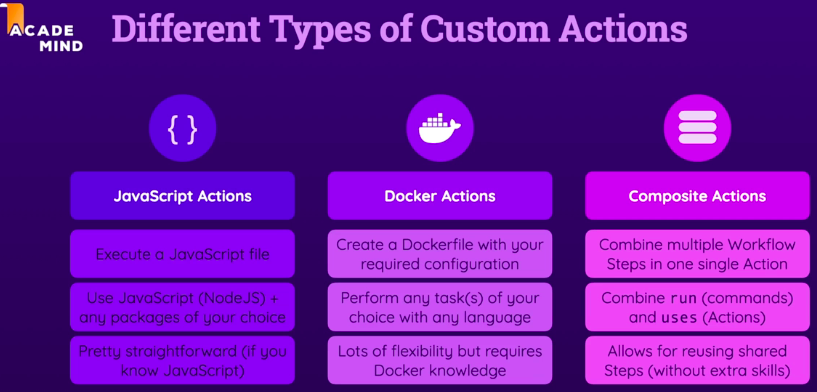 ACADE
MIND
Different Types of Custom Actions
{ }
JavaScript Actions
Execute a JavaScript file
Use JavaScript (NodeJS) +
any packages of your choice
Pretty straightforward (if you
know JavaScript)
Docker Actions
Create a Dockerfile with your
required configuration
Perform any task(s) of your
choice with any language
Lots of flexibility but requires
Docker knowledge
Composite Actions
Combine multiple Workflow
Steps in one single Action
Combine run (commands)
and uses (Actions)
Allows for reusing shared
Steps (without extra skills)